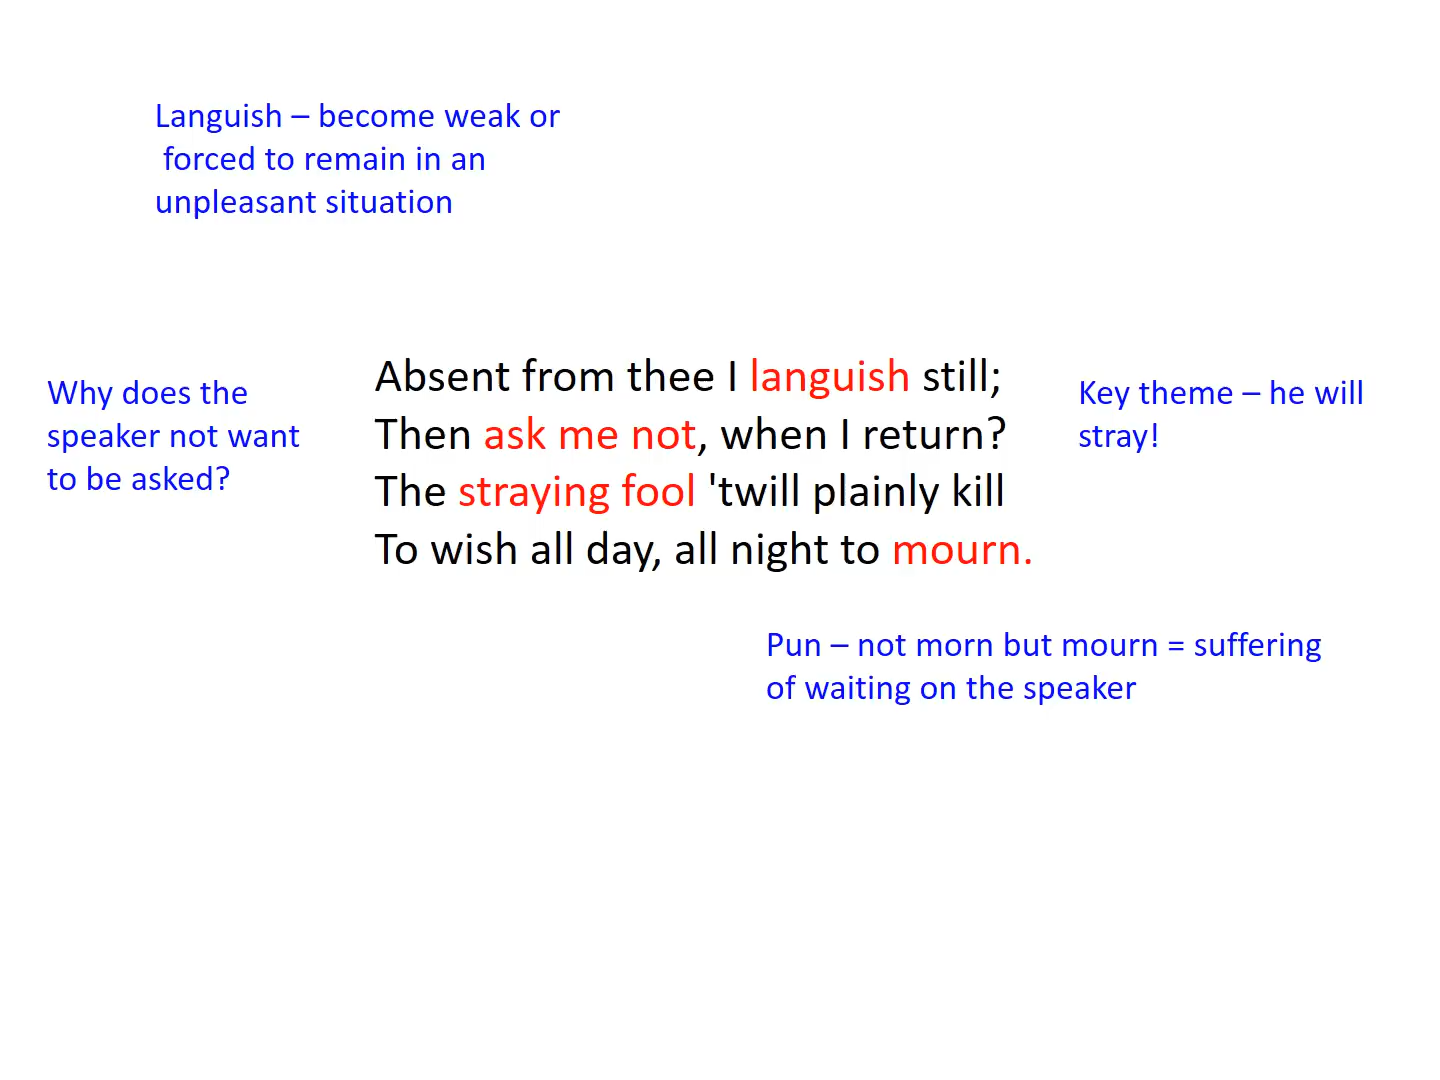 Languish – become weak or
forced to remain in an
unpleasant situation
Why does the
speaker not want
to be asked?
Absent from thee I languish still;
Then ask me not, when I return?
The straying fool 'twill plainly kill
To wish all day, all night to mourn.
Key theme – he will
stray!
Pun – not morn but mourn = suffering
of waiting on the speaker